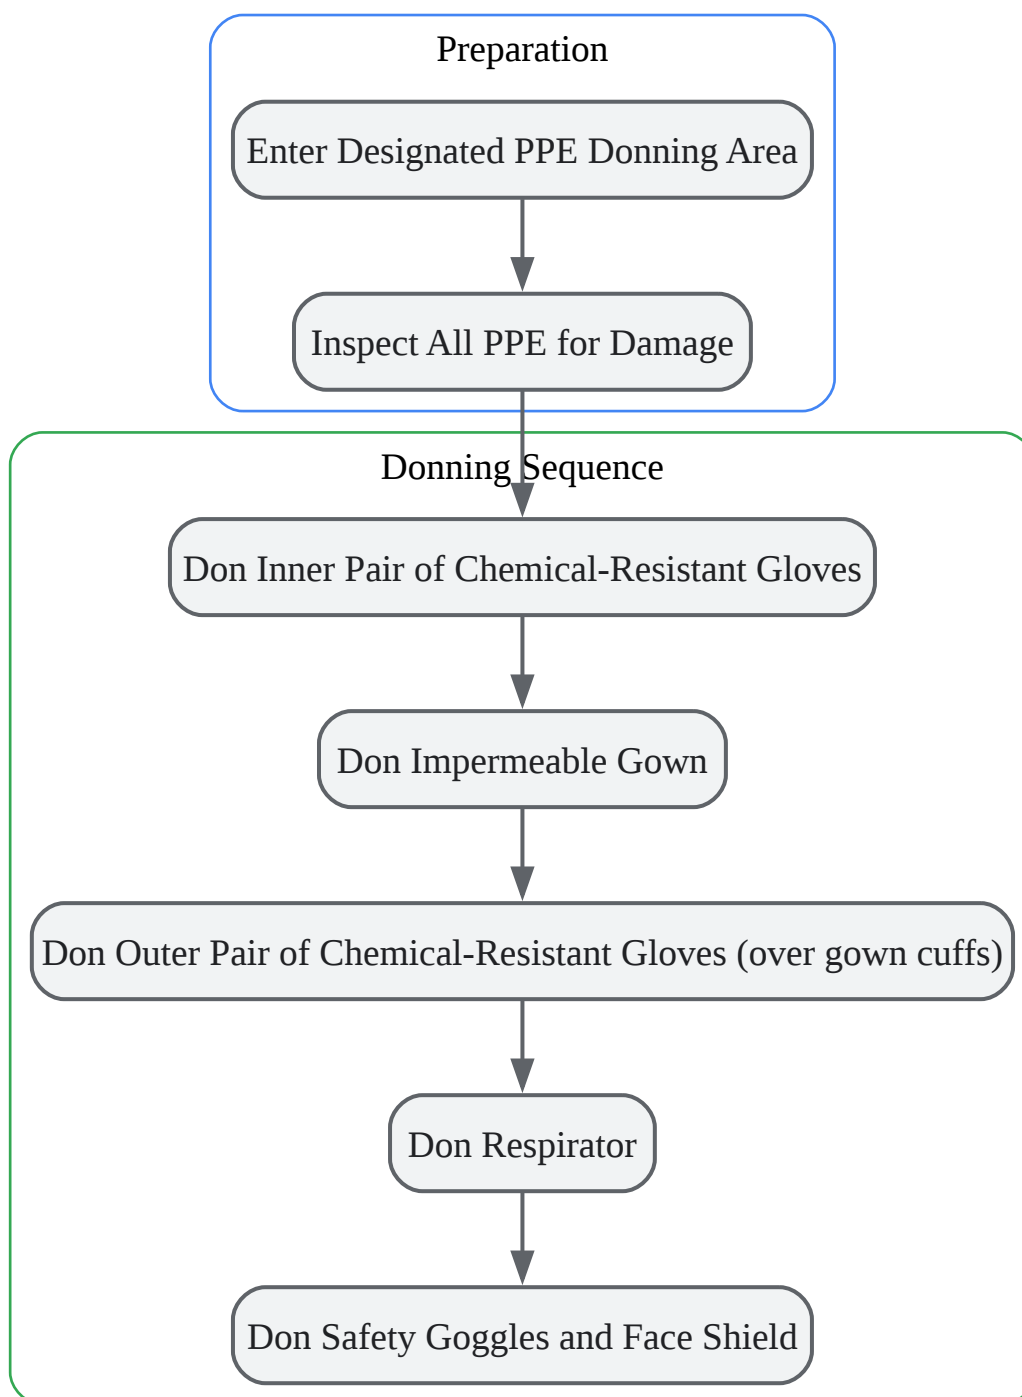 Preparation
Enter Designated PPE Donning Area
Inspect All PPE for Damage
Donning Sequence
Don Inner Pair of Chemical-Resistant Gloves
Don Impermeable Gown
Don Outer Pair of Chemical-Resistant Gloves (over gown cuffs)
Don Respirator
Don Safety Goggles and Face Shield